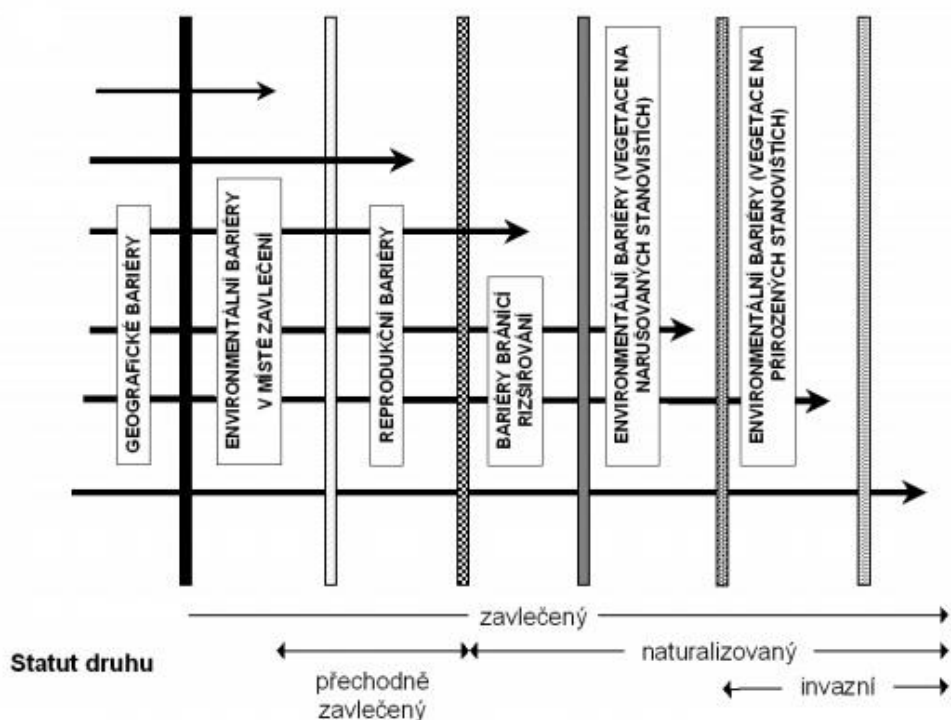 GEOGRAFICKÉ BARIÉRY
ENVIRONMENTÁLNÍ BARIÉRY
V MÍSTĚ ZAVLEČENÍ
REPRODUKČNÍ BARIÉRY
BARIÉRY BRÁNÍCÍ
RIZŠIŘOVÁNÍ
ENVIRONMENTÁLNÍ BARIÉRY (VEGETACE NA
NARUŠOVANÝCH STANOVIŠTÍCH)
ENVIRONMENTÁLNÍ BARIÉRY (VEGETACE NA
PŘIROZENÝCH STANOVIŠTÍCH)
zavlečený
Statut druhu
naturalizovaný
přechodně
zavlečený
invazní